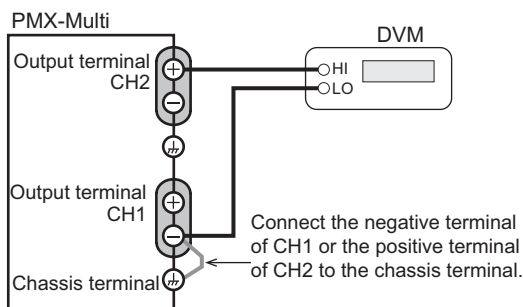 PMX-Multi
DVM
Output terminal
CH2
+
−
HI
LO
Output terminal
CH1
+
−
Connect the negative terminal
of CH1 or the positive terminal
of CH2 to the chassis terminal.
Chassis terminal